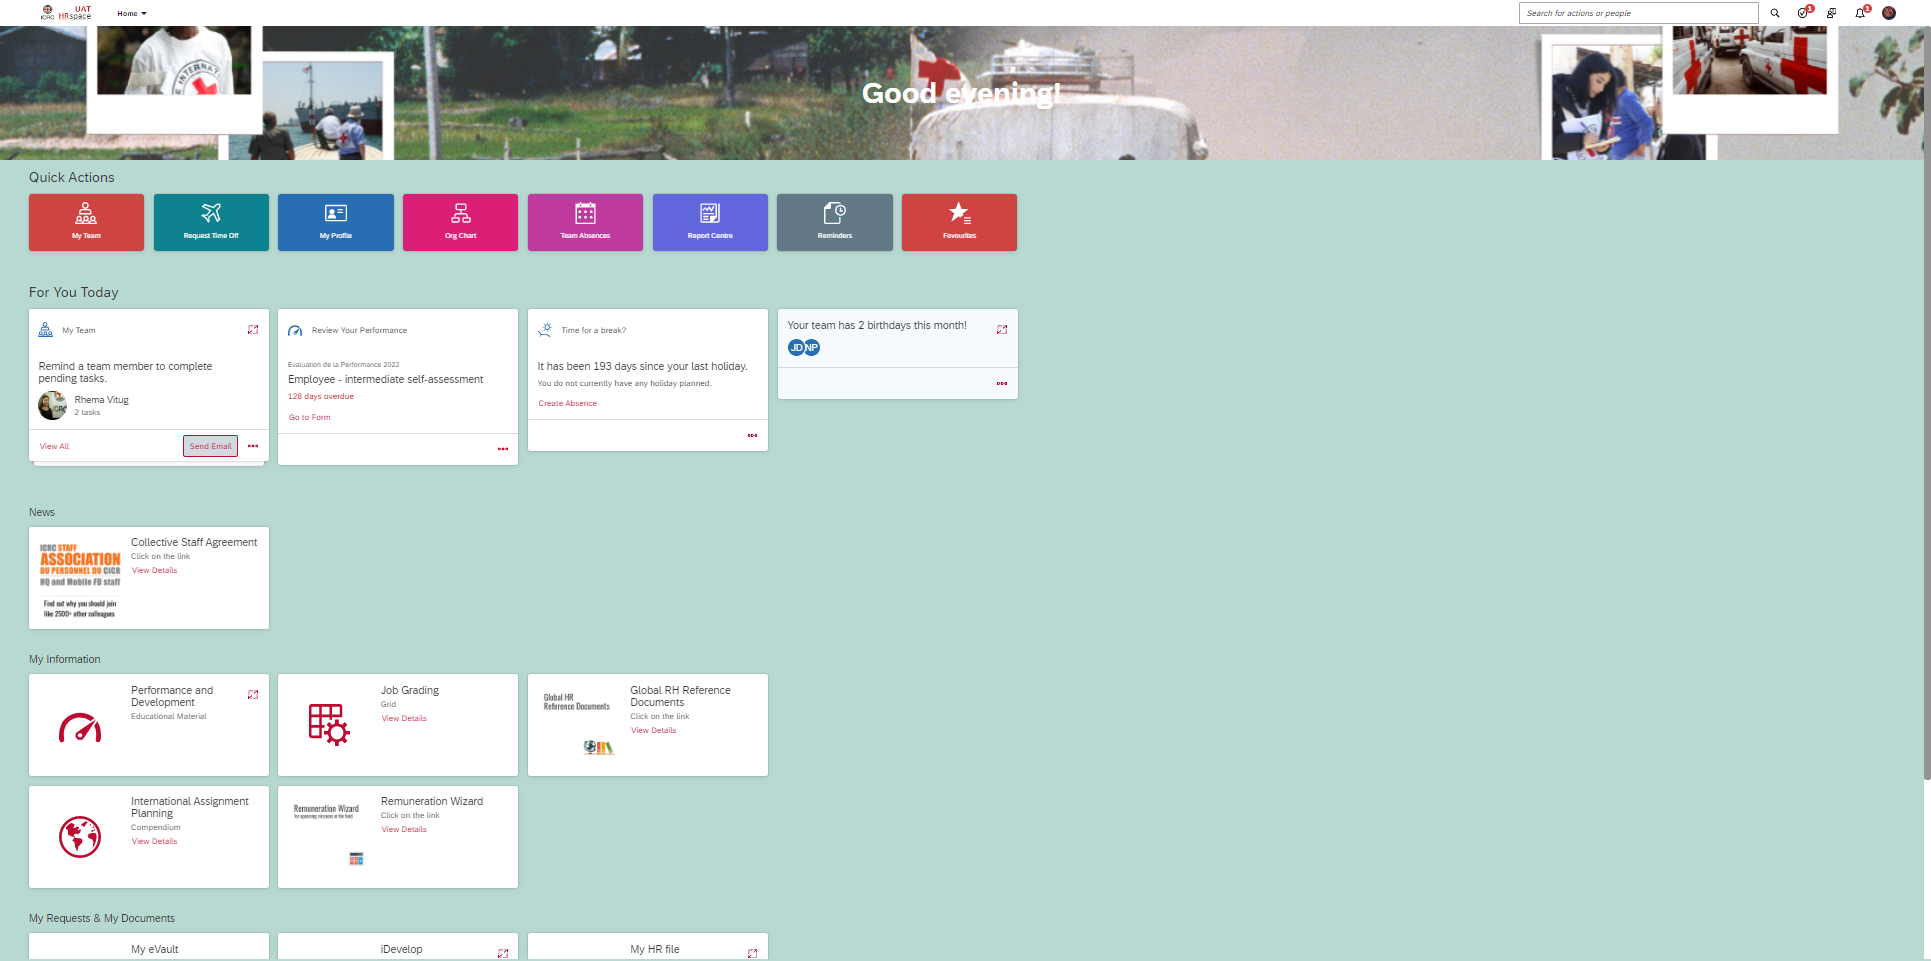 ICRC
UAT
HRspace
Home
Search for actions or people
1
1
INTERNAT
Good evening!
Quick Actions
My Team
Request Time Off
My Profile
Org Chart
Team Absences
Report Centre
Reminders
Favourites
For You Today
My Team
Remind a team member to complete
pending tasks.
Rhema Vitug
2 tasks
View All
Send Email
Review Your Performance
Evaluation de la Performance 2022
Employee - intermediate self-assessment
128 days overdue
Go to Form
Time for a break?
It has been 193 days since your last holiday.
You do not currently have any holiday planned.
Create Absence
Your team has 2 birthdays this month!
JD NP
News
ICRC STAFF
ASSOCIATION
DU PERSONNEL DU CICR
HQ and Mobile FD staff
Find out why you should join
like 2500+ other colleagues
Collective Staff Agreement
Click on the link
View Details
My Information
Performance and
Development
Educational Material
Job Grading
Grid
View Details
Global HR
Reference Documents
Global RH Reference
Documents
Click on the link
View Details
International Assignment
Planning
Compendium
View Details
Remuneration Wizard
for upcoming missions in the field
Remuneration Wizard
Click on the link
View Details
My Requests & My Documents
My eVault
iDevelop
My HR file